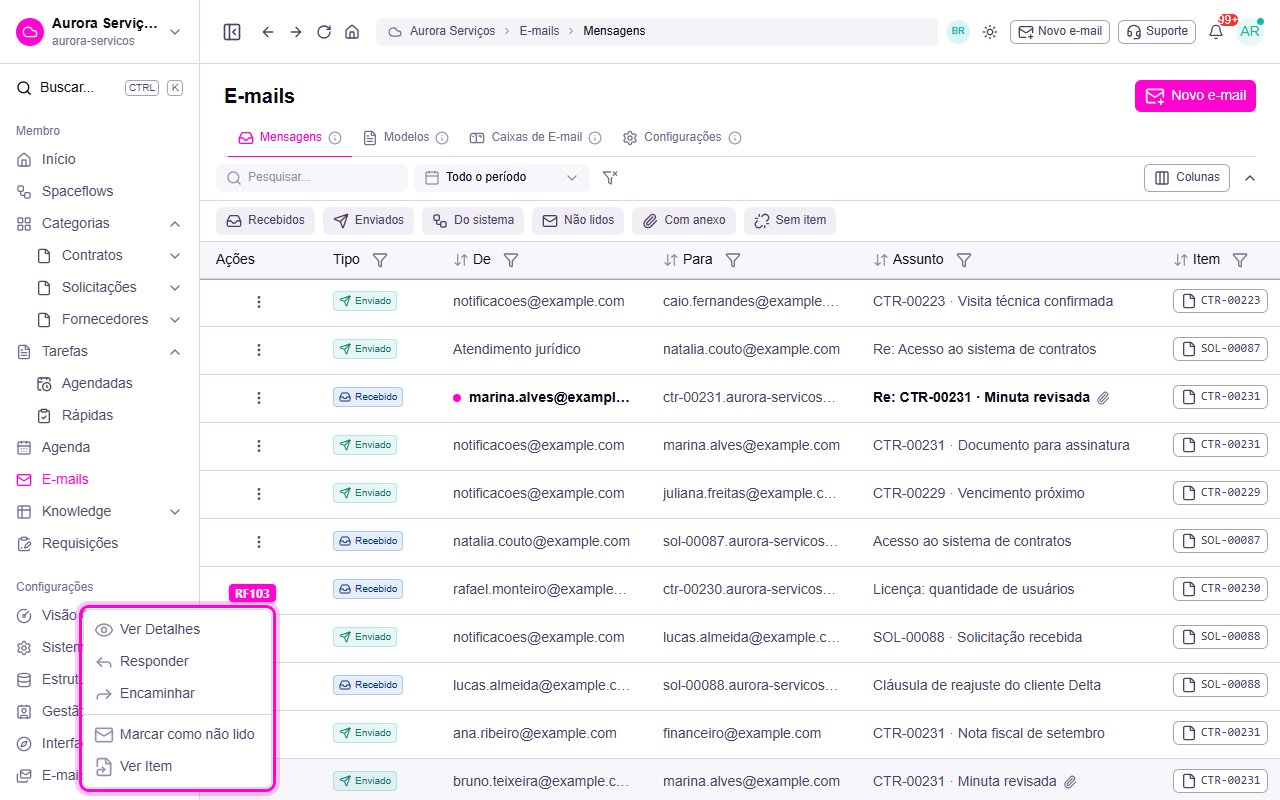 Aurora Serviç...
aurora-servicos
Aurora Serviços > E-mails > Mensagens
BR
Novo e-mail
Suporte
99+
AR
Buscar...
CTRL K
Membro
Início
Spaceflows
Categorias
Contratos
Solicitações
Fornecedores
Tarefas
Agendadas
Rápidas
Agenda
E-mails
Knowledge
Requisições
Configurações
Visão
Sistem
Estrut
Gestã
Interfa
E-mai
E-mails
Novo e-mail
Mensagens Modelos Caixas de E-mail Configurações
Pesquisar... Todo o período Colunas
Recebidos Enviados Do sistema Não lidos Com anexo Sem item
Ações Tipo De Para Assunto Item
Enviado notificacoes@example.com caio.fernandes@example.... CTR-00223 · Visita técnica confirmada CTR-00223
Enviado Atendimento jurídico natalia.couto@example.com Re: Acesso ao sistema de contratos SOL-00087
Recebido marina.alves@exampl... ctr-00231.aurora-servicos... Re: CTR-00231 · Minuta revisada CTR-00231
Enviado notificacoes@example.com marina.alves@example.com CTR-00231 · Documento para assinatura CTR-00231
Enviado notificacoes@example.com juliana.freitas@example.c... CTR-00229 · Vencimento próximo CTR-00229
Recebido natalia.couto@example.com sol-00087.aurora-servicos... Acesso ao sistema de contratos SOL-00087
Recebido rafael.monteiro@example... ctr-00230.aurora-servicos... Licença: quantidade de usuários CTR-00230
Enviado notificacoes@example.com lucas.almeida@example.c... SOL-00088 · Solicitação recebida SOL-00088
Recebido lucas.almeida@example.c... sol-00088.aurora-servicos... Cláusula de reajuste do cliente Delta SOL-00088
Enviado ana.ribeiro@example.com financeiro@example.com CTR-00231 · Nota fiscal de setembro CTR-00231
Enviado bruno.teixeira@example.c... marina.alves@example.com CTR-00231 · Minuta revisada CTR-00231
RF103
Ver Detalhes
Responder
Encaminhar
Marcar como não lido
Ver Item